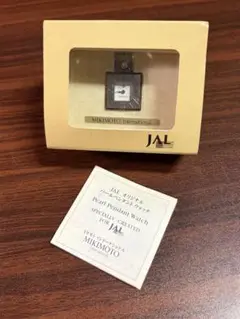 MIKIMOTO International
JAL
JAL オリジナル
パールペンダントウォッチ
Pearl Pendant Watch
SPECIALLY CREATED
FOR JAL
MIKIMOTO